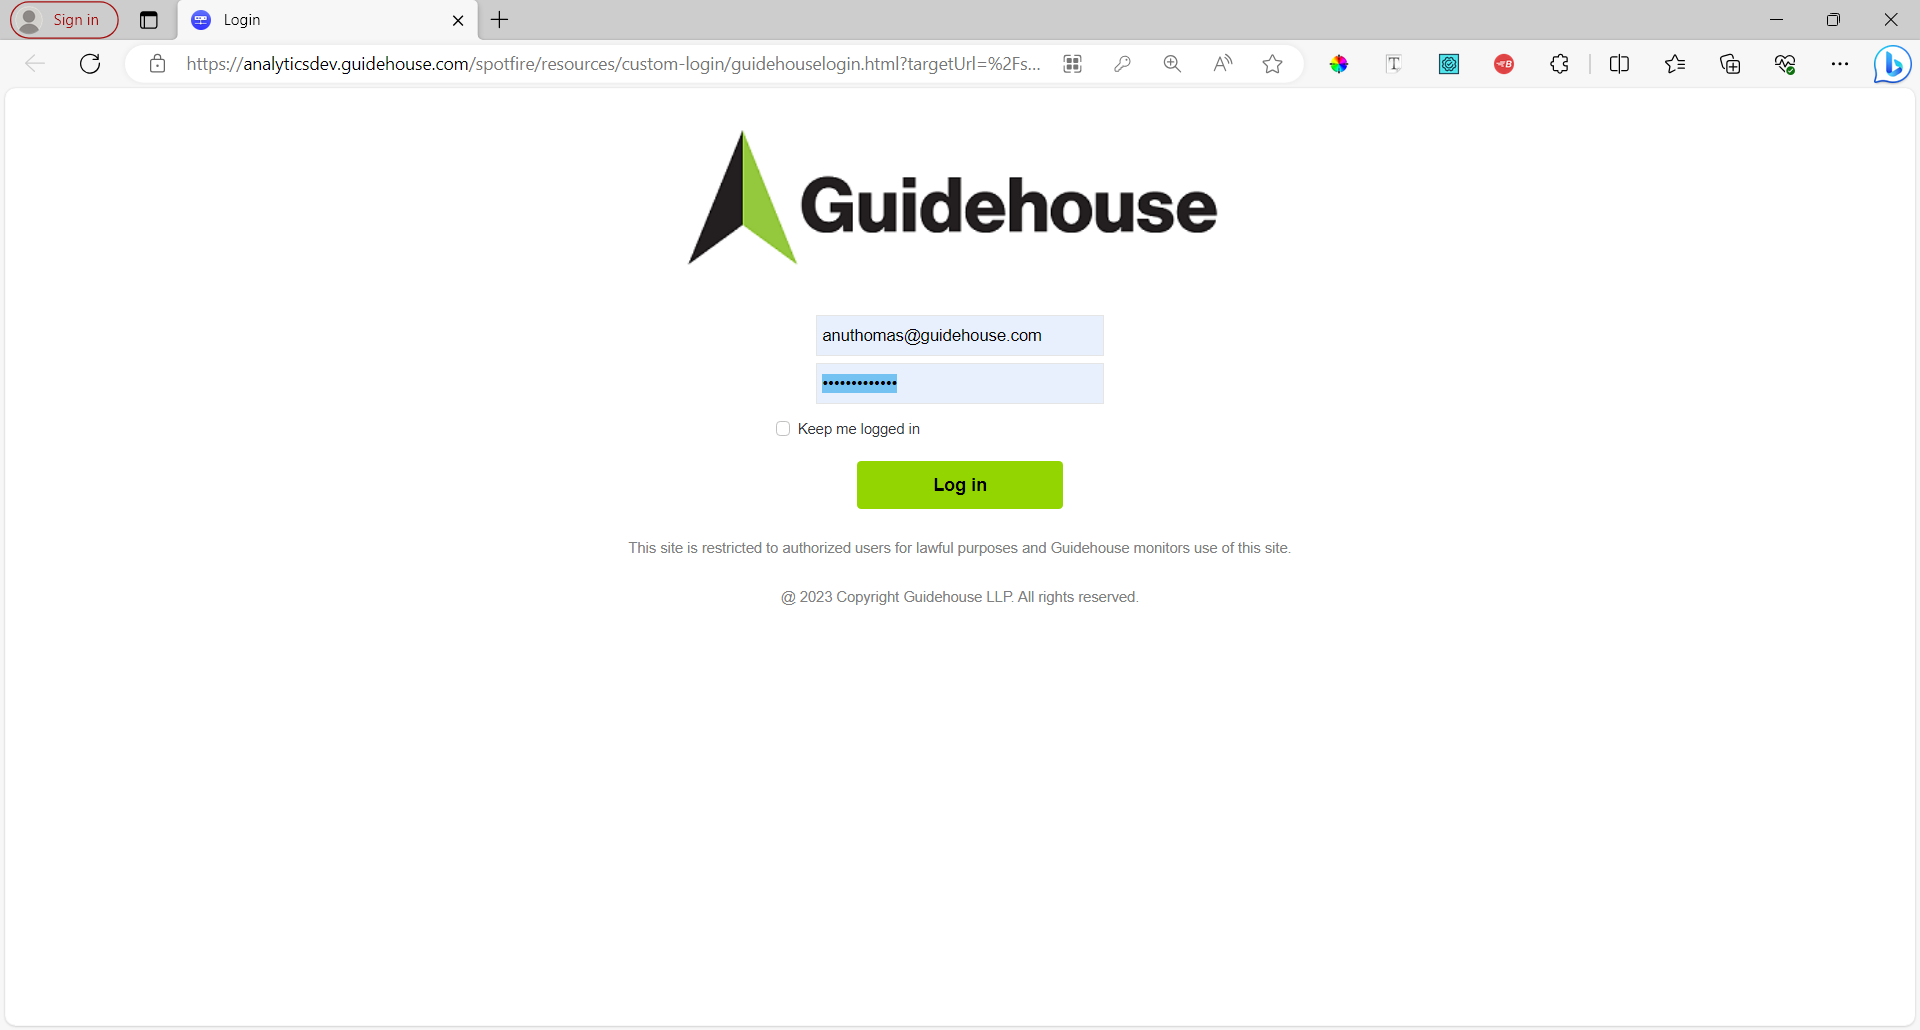 Sign in
Login
https://analyticsdev.guidehouse.com/spotfire/resources/custom-login/guidehouselogin.html?targetUrl=%2Fs...
Guidehouse
anuthomas@guidehouse.com
•••••••••••••
Keep me logged in
Log in
This site is restricted to authorized users for lawful purposes and Guidehouse monitors use of this site.
@ 2023 Copyright Guidehouse LLP. All rights reserved.